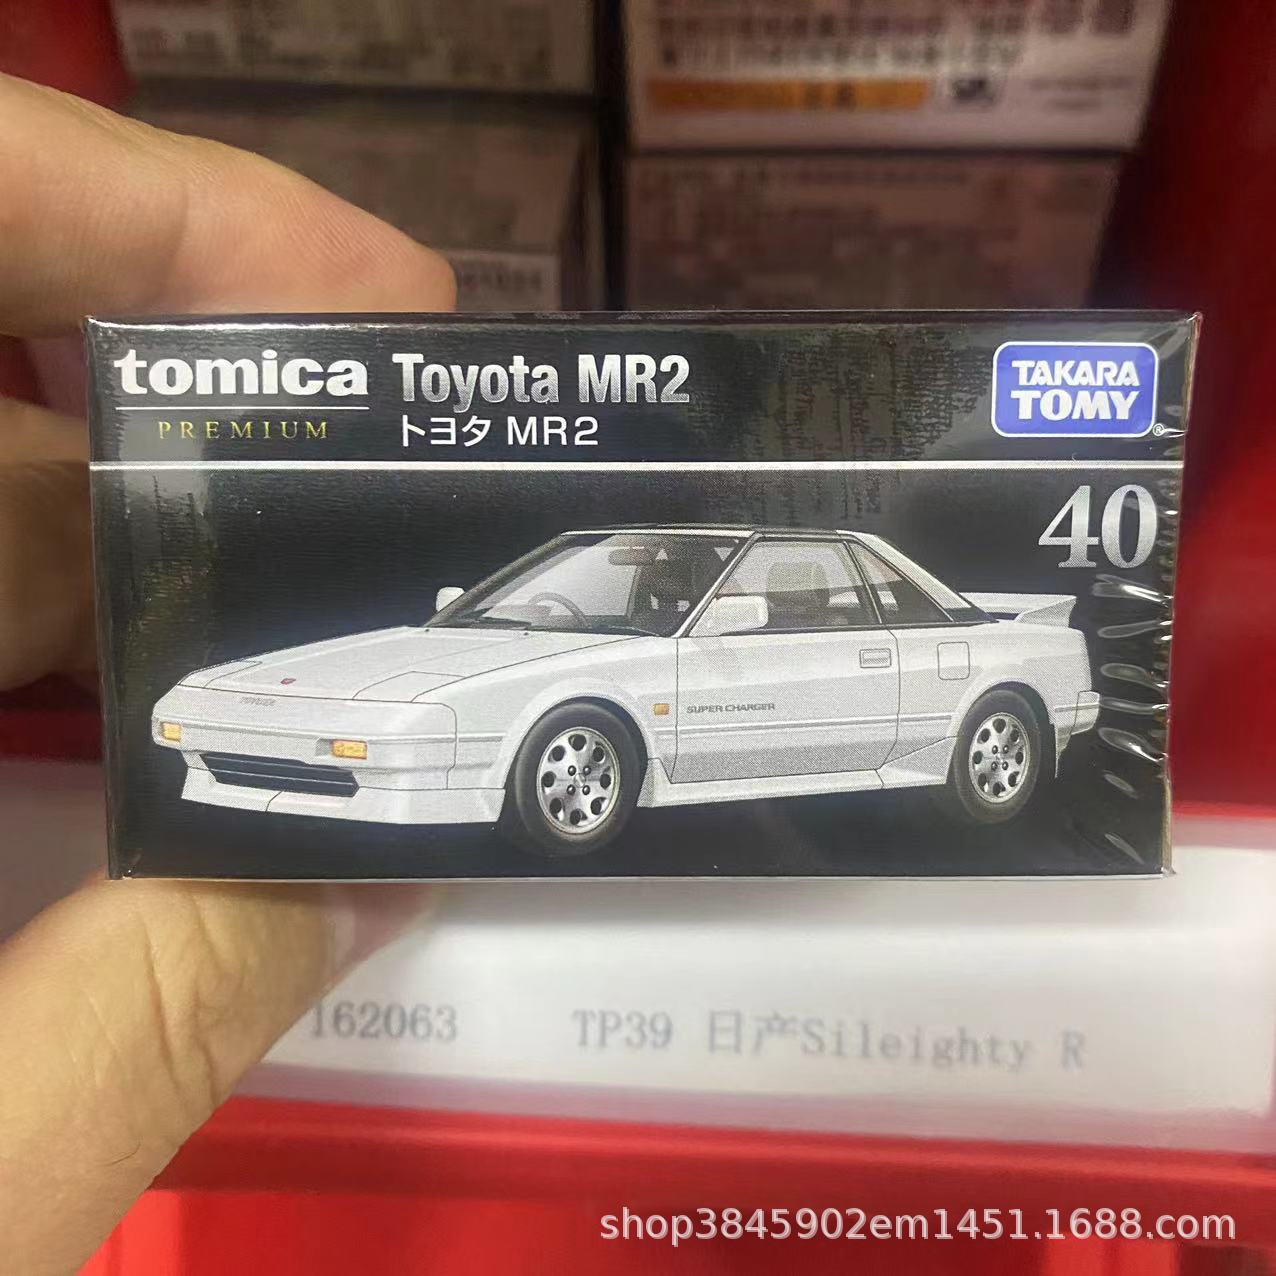 tomica
PREMIUM
Toyota MR2
トヨタ MR2
TAKARA
TOMY®
40
SUPER CHARGER
162063 TP39 日产Sileighty R
shop3845902em1451.1688.com